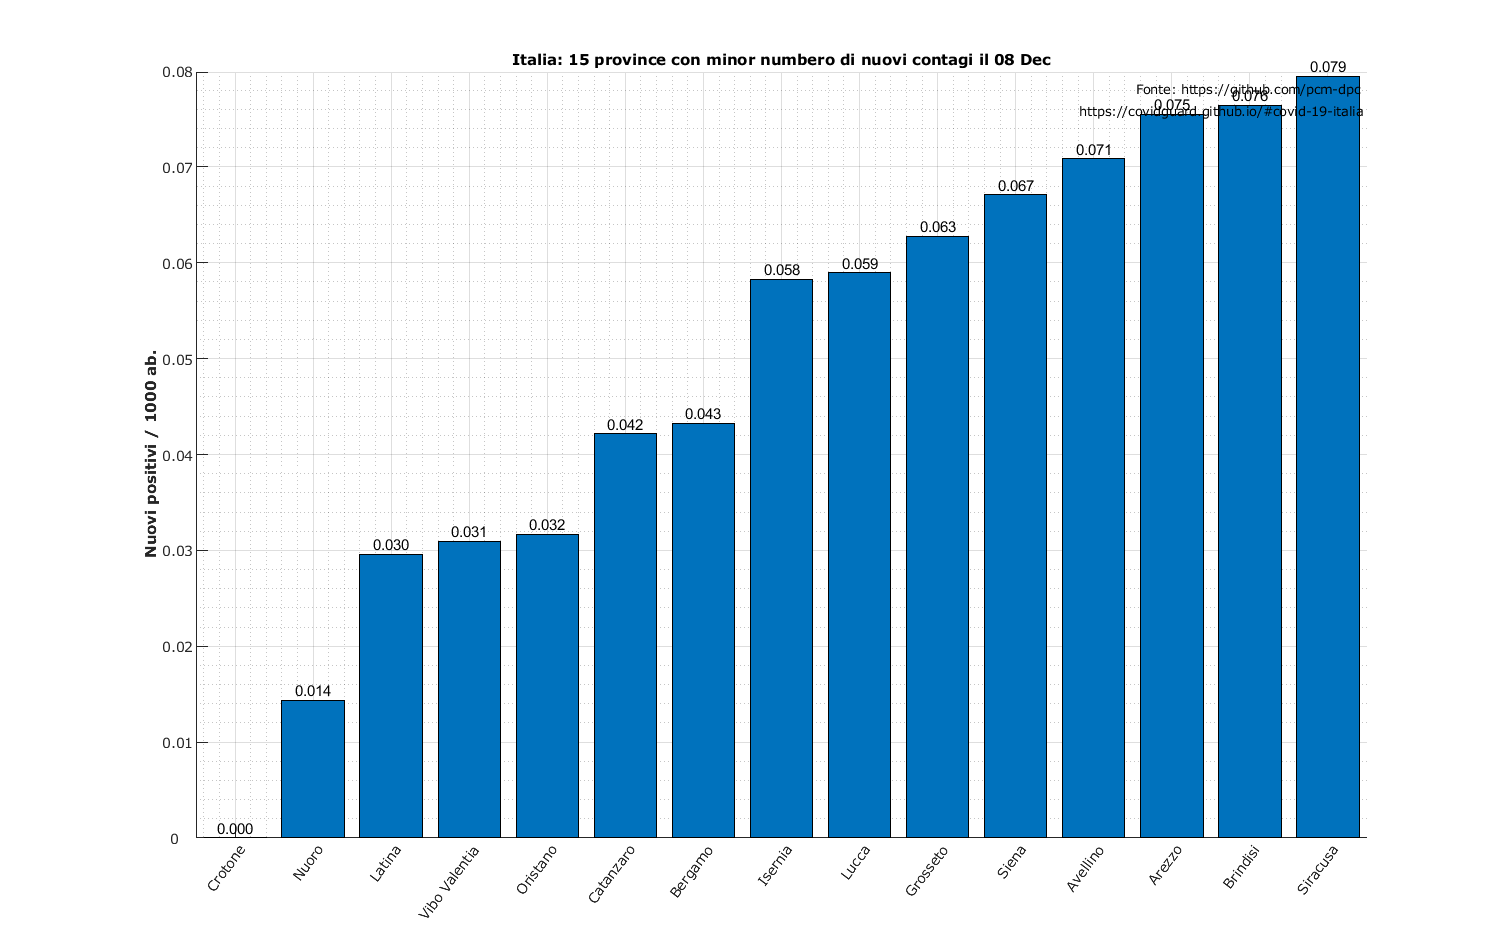 Italia: 15 province con minor numbero di nuovi contagi il 08 Dec
Fonte: https://github.com/pcm-dpc
https://covidguard.github.io/#covid-19-italia
Nuovi positivi / 1000 ab.
0.08
0.07
0.06
0.05
0.04
0.03
0.02
0.01
0
0.000
0.014
0.030
0.031
0.032
0.042
0.043
0.058
0.059
0.063
0.067
0.071
0.075
0.076
0.079
Crotone
Nuoro
Latina
Vibo Valentia
Oristano
Catanzaro
Bergamo
Isernia
Lucca
Grosseto
Siena
Avellino
Arezzo
Brindisi
Siracusa